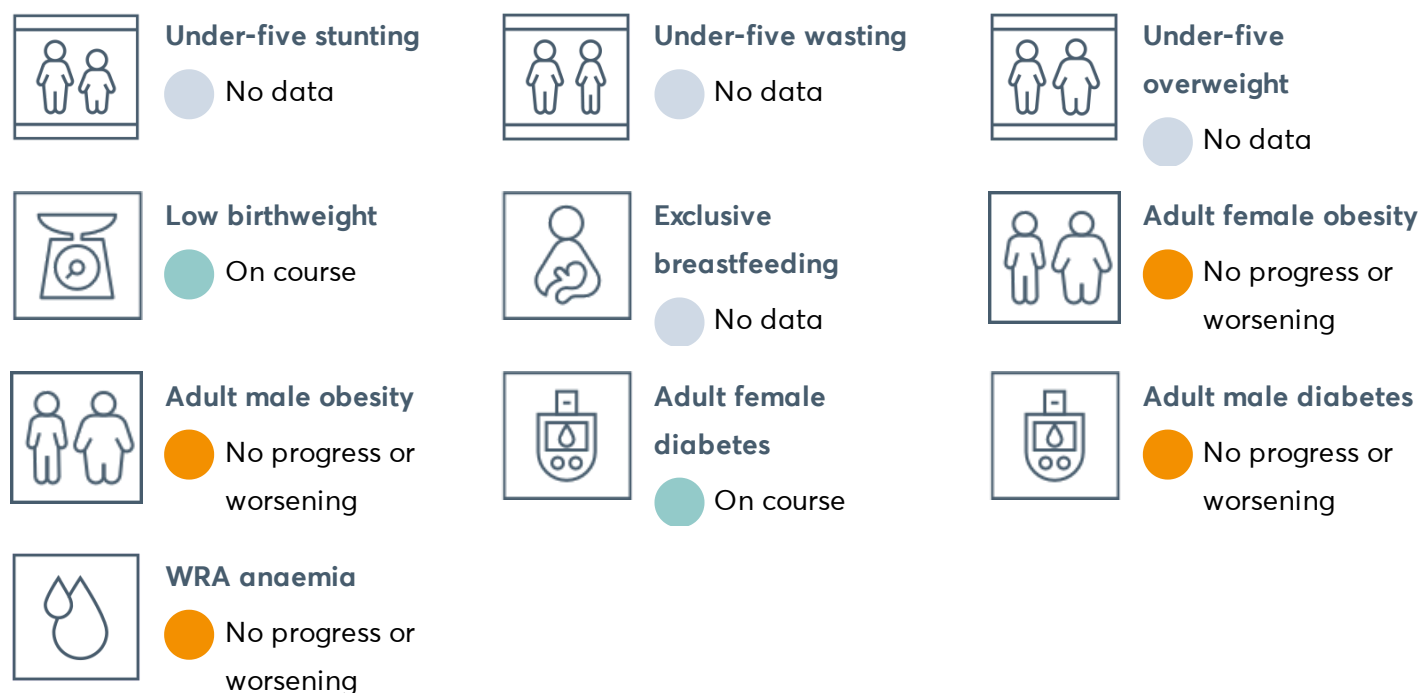 Under-five stunting
No data
Under-five wasting
No data
Under-five
overweight
No data
Low birthweight
On course
Exclusive
breastfeeding
No data
Adult female obesity
No progress or
worsening
Adult male obesity
No progress or
worsening
Adult female
diabetes
On course
Adult male diabetes
No progress or
worsening
WRA anaemia
No progress or
worsening